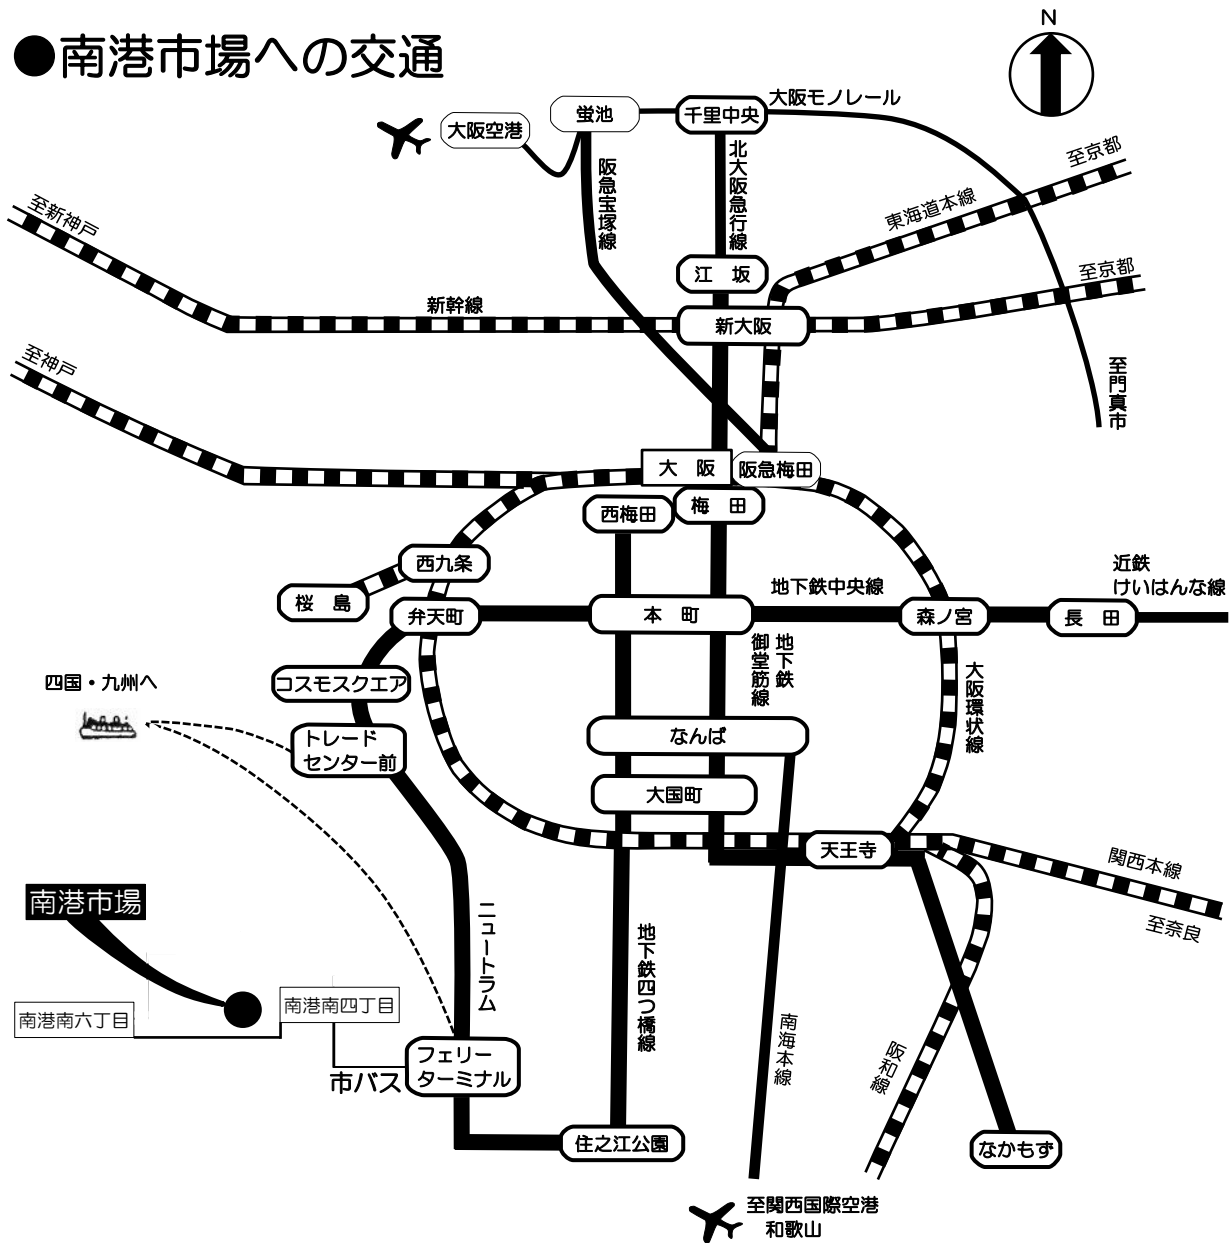 ●南港市場への交通
N
大阪空港
蛍池
千里中央
大阪モノレール
阪急宝塚線
北大阪急行線
至京都
東海道本線
至新神戸
江 坂
至京都
新幹線
新大阪
至神戸
至門真市
大 阪
阪急梅田
西梅田
梅 田
西九条
桜 島
弁天町
本 町
地下鉄中央線
森ノ宮
長 田
近鉄
けいはんな線
地下鉄
御堂筋線
大阪環状線
コスモスクエア
四国・九州へ
トレード
センター前
なんば
大国町
天王寺
関西本線
至奈良
南港市場
ニュートラム
地下鉄四つ橋線
南港南四丁目
南港南六丁目
南海本線
阪和線
フェリー
ターミナル
市バス
住之江公園
なかもず
至関西国際空港
和歌山